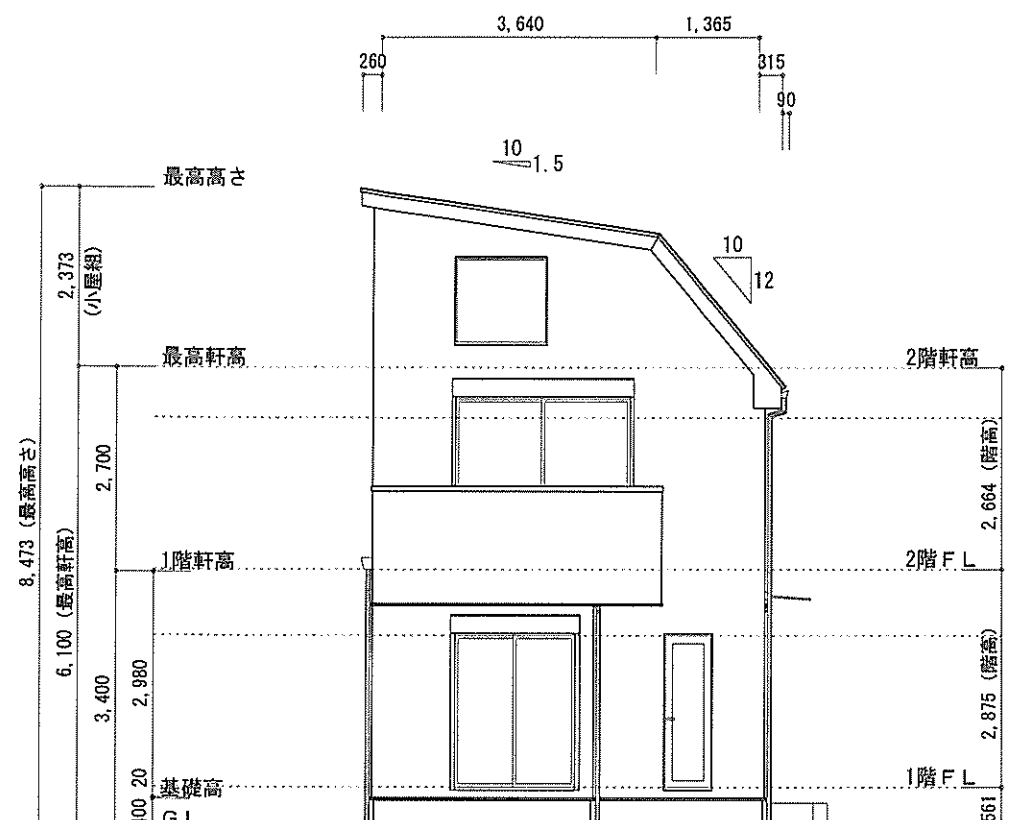 3,640
1,365
260
315
90
10
1.5
最高高さ
10
12
2,373
(小屋組)
最高軒高
2階軒高
2,700
2,664 (階高)
8,473 (最高高さ)
6,100 (最高軒高)
1階軒高
2階ＦＬ
3,400
2,980
2,875 (階高)
20
基礎高
1階ＦＬ